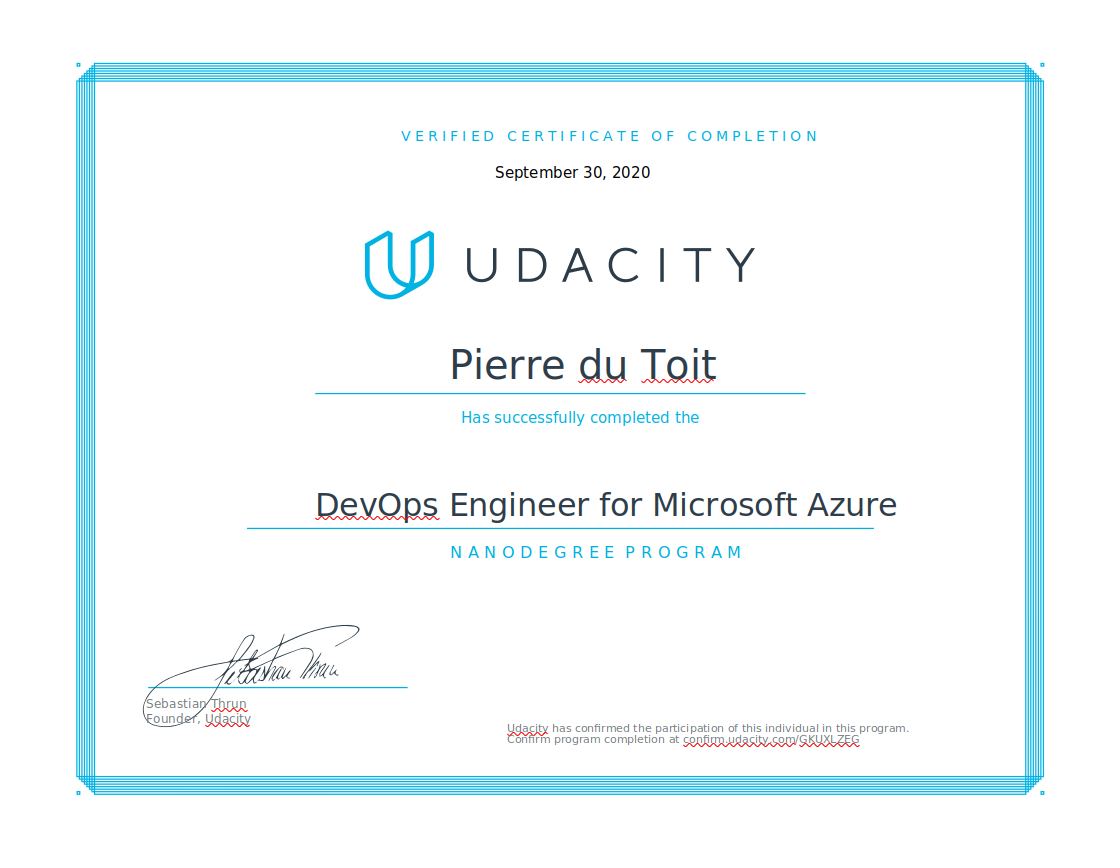 VERIFIED CERTIFICATE OF COMPLETION
September 30, 2020
UDACITY
Pierre du Toit
Has successfully completed the
DevOps Engineer for Microsoft Azure
NANODEGREE PROGRAM
Sebastian Thrun
Sebastian Thrun
Founder, Udacity
Udacity has confirmed the participation of this individual in this program.
Confirm program completion at confirm.udacity.com/GKUXLZEG